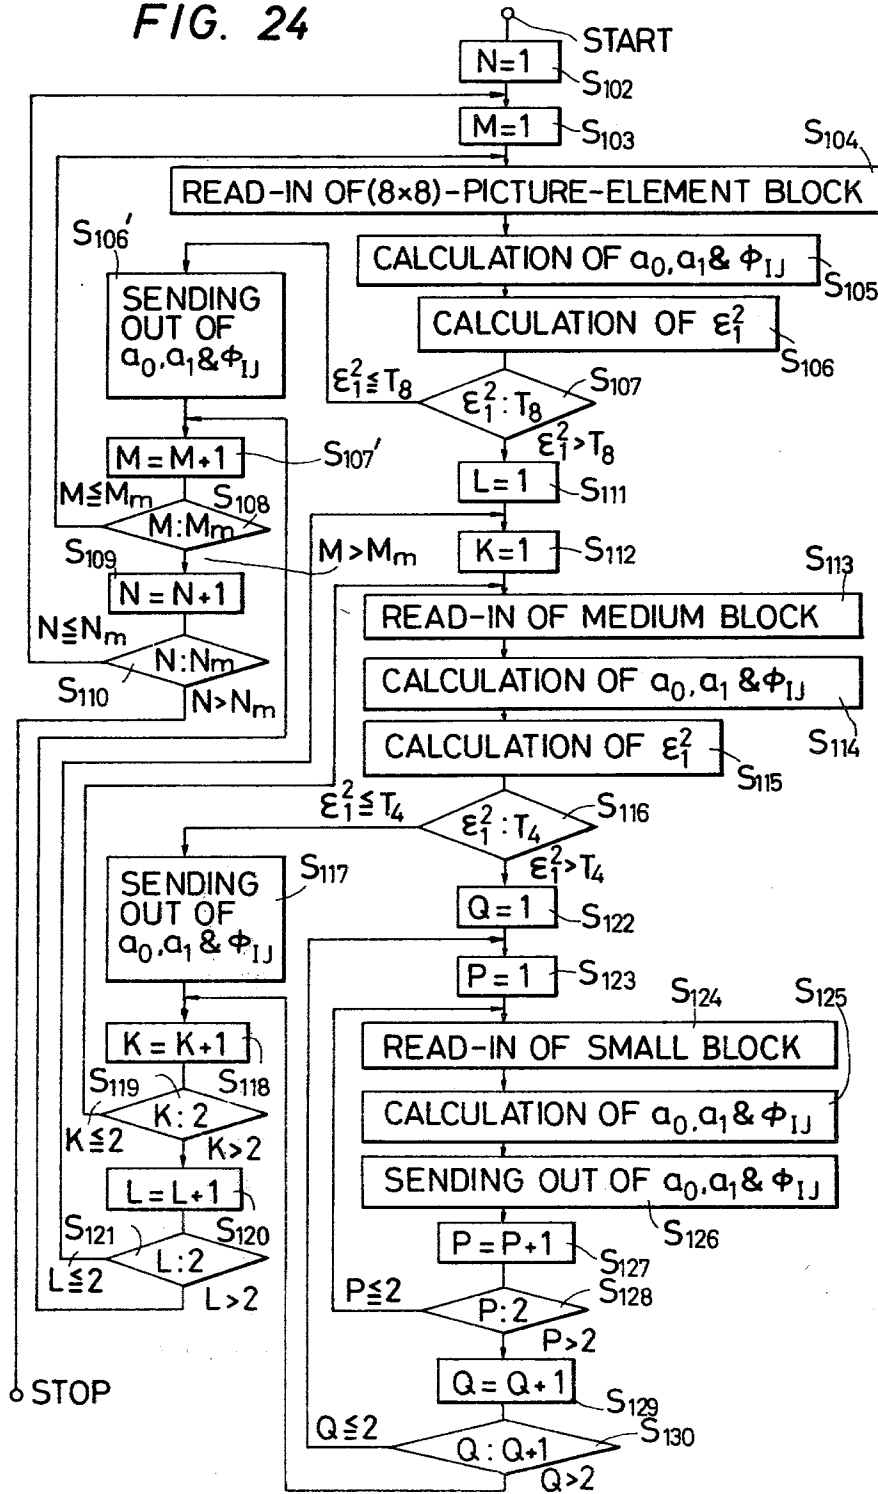 FIG. 24
START
N=1
S102
M=1
S103
S104
READ-IN OF(8×8)-PICTURE-ELEMENT BLOCK
S106'
CALCULATION OF a0,a1& ϕIJ
S105
SENDING
OUT OF
a0,a1&ϕIJ
CALCULATION OF ε1²
S106
ε1²≦T8
S107
ε1²:T8
ε1²>T8
M=M+1
S107'
L=1
S111
M≦Mm
S108
M:Mm
M>Mm
K=1
S112
S109
N=N+1
S113
READ-IN OF MEDIUM BLOCK
N≦Nm
N:Nm
S110
N>Nm
CALCULATION OF a0,a1 &ϕIJ
S114
CALCULATION OF ε1²
S115
ε1²≦T4
S116
ε1²:T4
ε1²>T4
S117
SENDING
OUT OF
a0,a1& ϕIJ
Q=1
S122
P=1
S123
S124
S125
K=K+1
S118
READ-IN OF SMALL BLOCK
S119
K:2
K≦2
K>2
CALCULATION OF a0,a1& ϕIJ
L=L+1
S120
SENDING OUT OF a0,a1& ϕIJ
S126
S121
L:2
L≦2
L>2
P=P+1
S127
P≦2
S128
P:2
P>2
STOP
Q=Q+1
S129
Q≦2
S130
Q:Q+1
Q>2